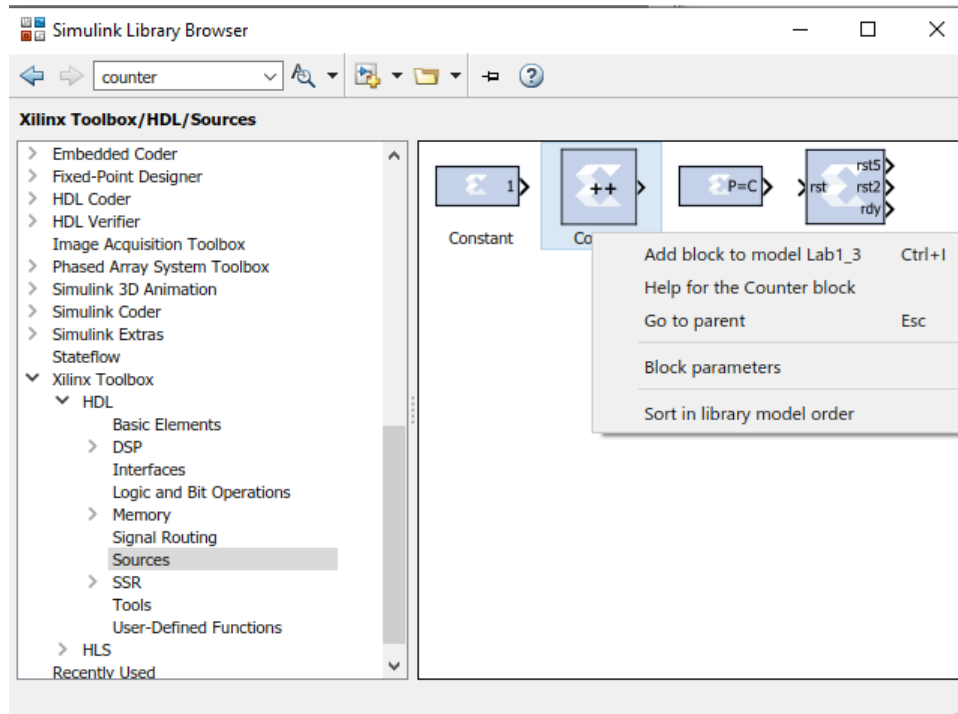 Simulink Library Browser
counter
Xilinx Toolbox/HDL/Sources
Embedded Coder
Fixed-Point Designer
HDL Coder
HDL Verifier
Image Acquisition Toolbox
Phased Array System Toolbox
Simulink 3D Animation
Simulink Coder
Simulink Extras
Stateflow
Xilinx Toolbox
HDL
Basic Elements
DSP
Interfaces
Logic and Bit Operations
Memory
Signal Routing
Sources
SSR
Tools
User-Defined Functions
HLS
Recently Used
1
++
P=C
rst
rst5
rst2
rdy
Constant
Co
Add block to model Lab1_3 Ctrl+I
Help for the Counter block
Go to parent Esc
Block parameters
Sort in library model order